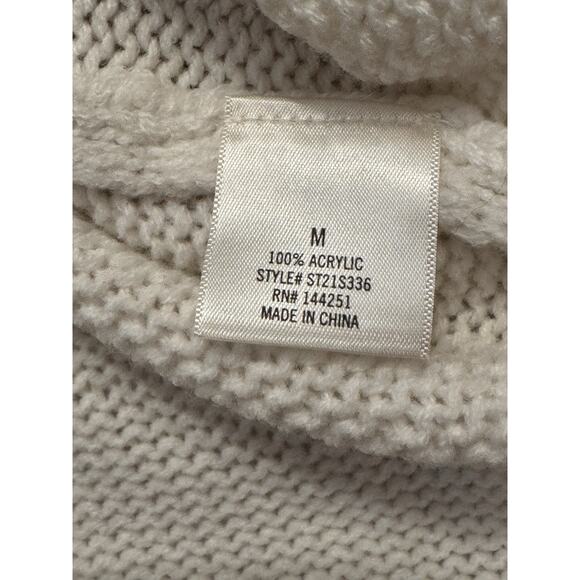 M
100% ACRYLIC
STYLE# ST21S336
RN# 144251
MADE IN CHINA